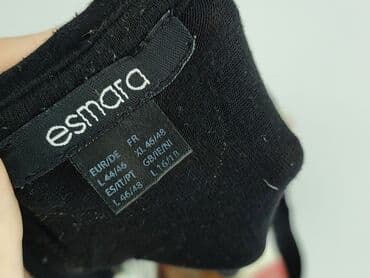 esmara
EUR/DE FR
L 44/46 XL 46/48
ES/IT/PT GB/IE/NI
L 46/48 L 16/18